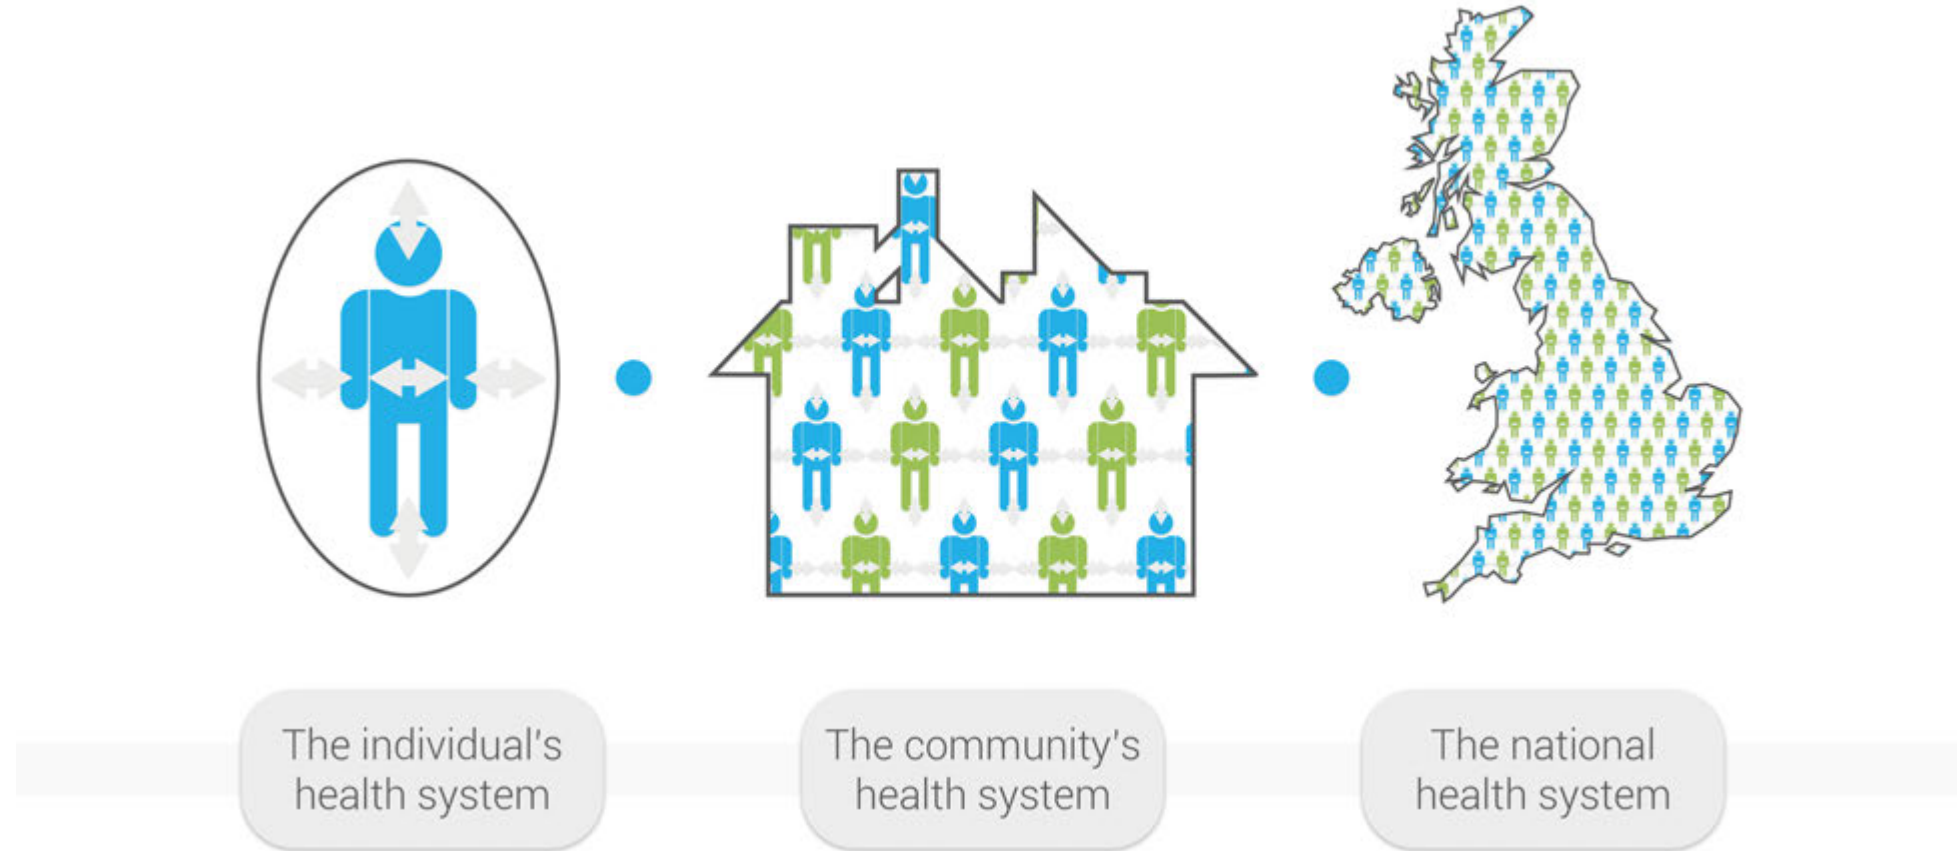 The individual's
health system
The community's
health system
The national
health system